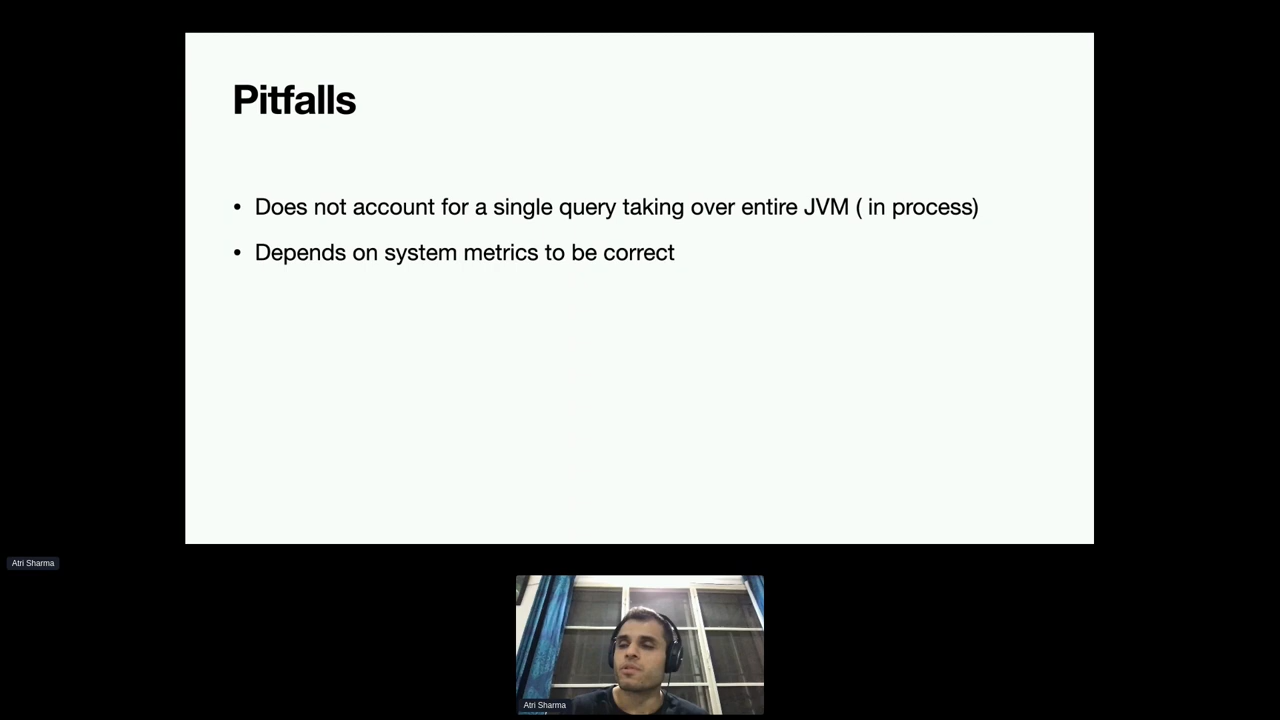 Pitfalls
• Does not account for a single query taking over entire JVM ( in process)
• Depends on system metrics to be correct
Atri Sharma
Atri Sharma